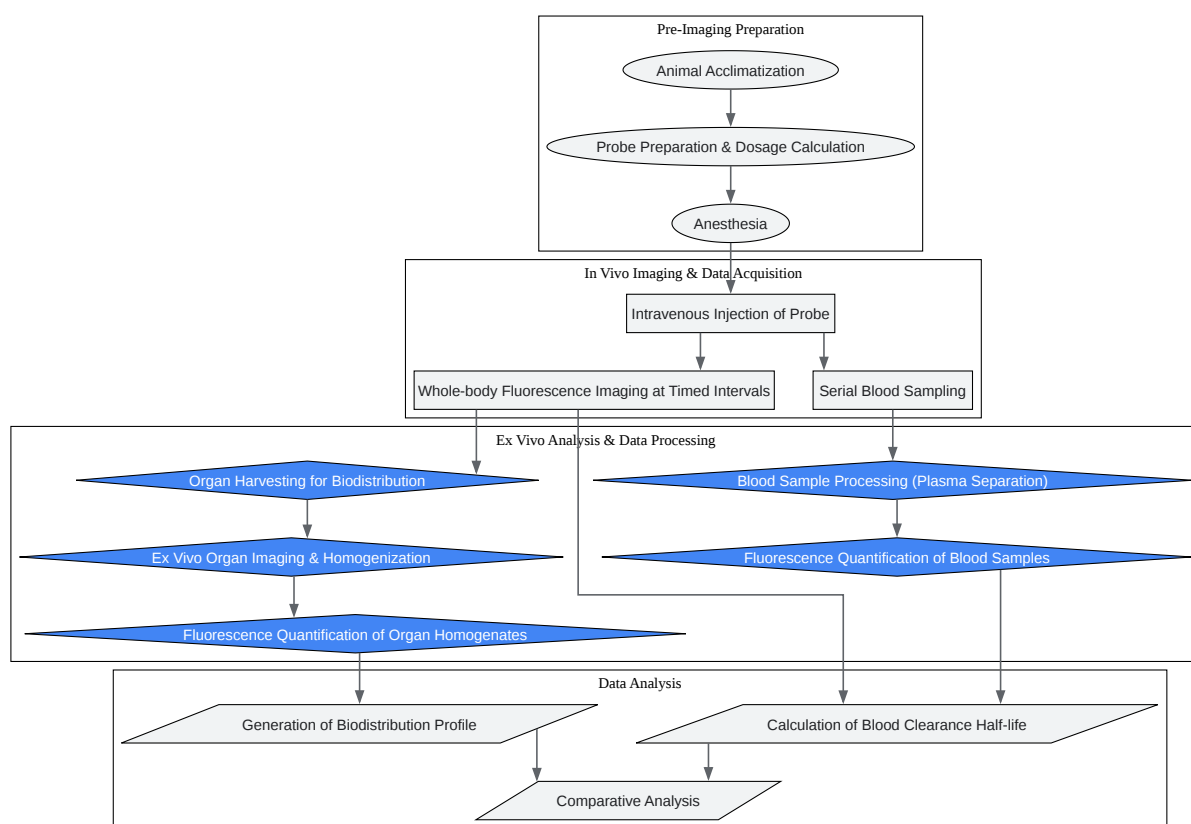 Pre-Imaging Preparation
Animal Acclimatization
Probe Preparation & Dosage Calculation
Anesthesia
In Vivo Imaging & Data Acquisition
Intravenous Injection of Probe
Whole-body Fluorescence Imaging at Timed Intervals
Serial Blood Sampling
Ex Vivo Analysis & Data Processing
Organ Harvesting for Biodistribution
Blood Sample Processing (Plasma Separation)
Ex Vivo Organ Imaging & Homogenization
Fluorescence Quantification of Blood Samples
Fluorescence Quantification of Organ Homogenates
Data Analysis
Generation of Biodistribution Profile
Calculation of Blood Clearance Half-life
Comparative Analysis